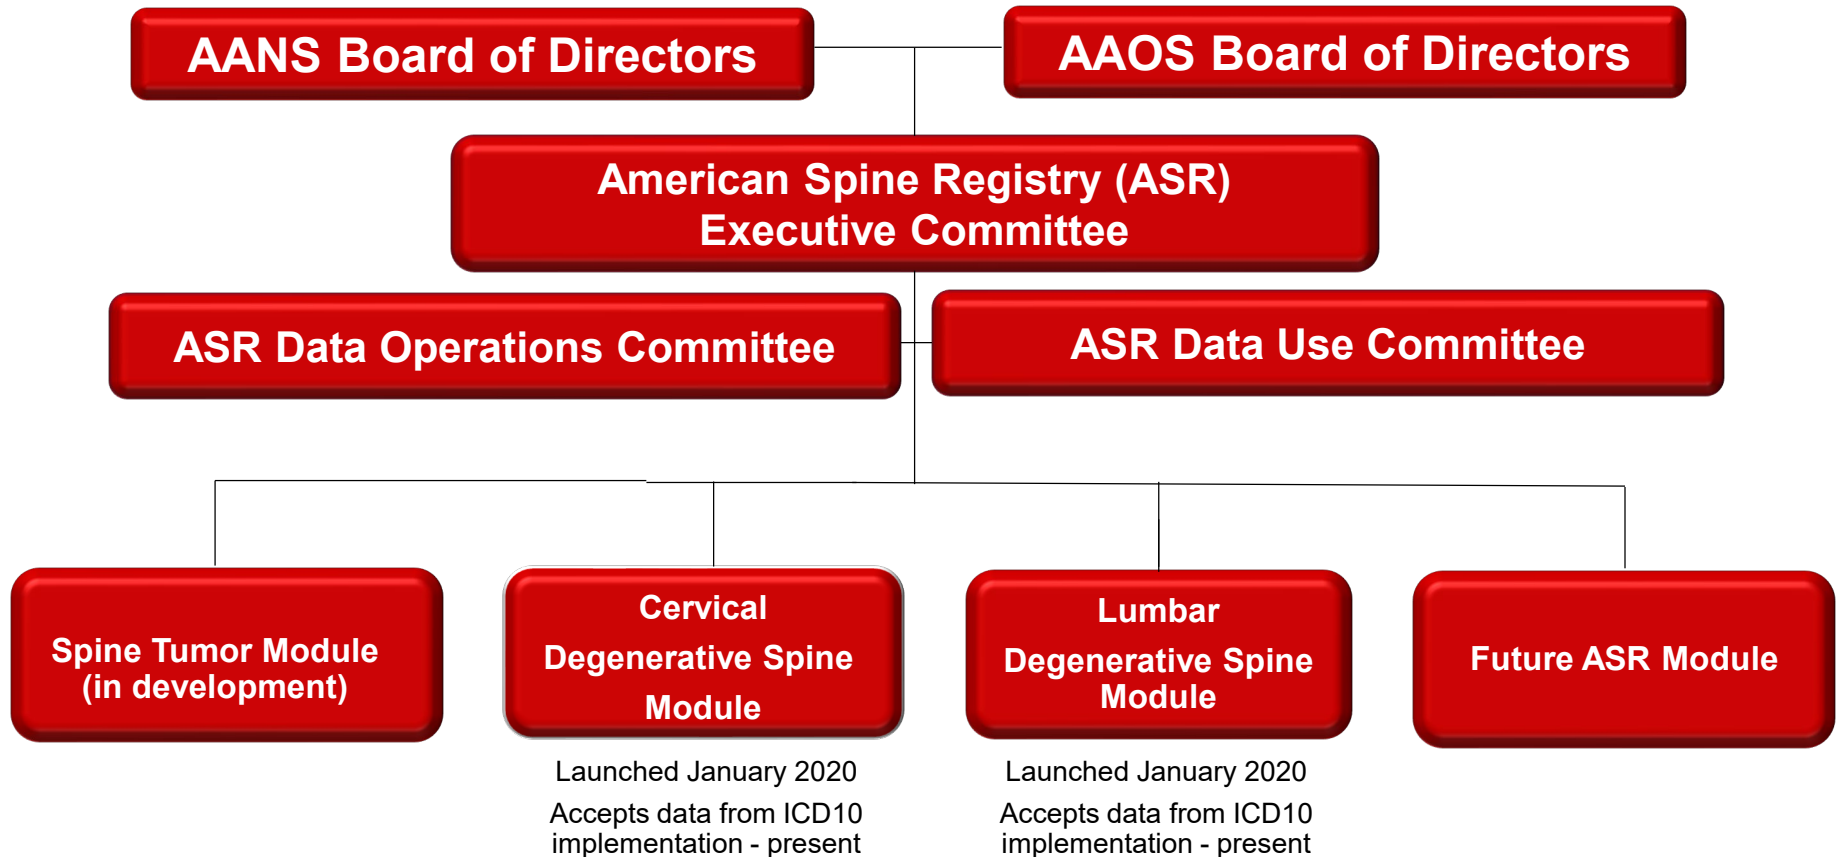 AANS Board of Directors
AAOS Board of Directors
American Spine Registry (ASR)
Executive Committee
ASR Data Operations Committee
ASR Data Use Committee
Spine Tumor Module
(in development)
Cervical
Degenerative Spine
Module
Lumbar
Degenerative Spine
Module
Future ASR Module
Launched January 2020
Accepts data from ICD10
implementation - present
Launched January 2020
Accepts data from ICD10
implementation - present